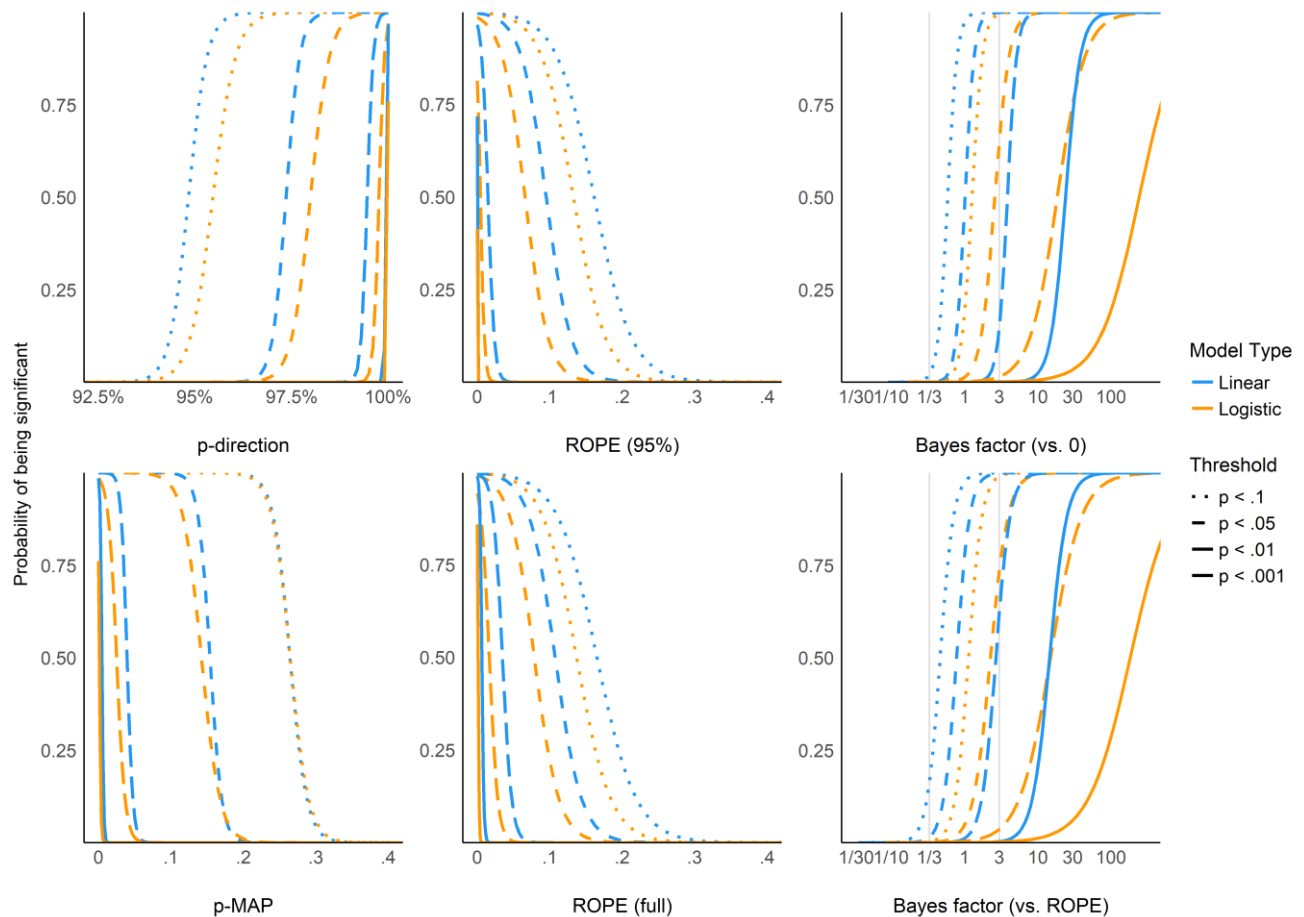 Probability of being significant
0.75
0.50
0.25
92.5% 95% 97.5% 100%
p-direction
0.75
0.50
0.25
0 .1 .2 .3 .4
ROPE (95%)
0.75
0.50
0.25
1/30 1/10 1/3 1 3 10 30 100
Bayes factor (vs. 0)
0.75
0.50
0.25
0 .1 .2 .3 .4
p-MAP
0.75
0.50
0.25
0 .1 .2 .3 .4
ROPE (full)
0.75
0.50
0.25
1/30 1/10 1/3 1 3 10 30 100
Bayes factor (vs. ROPE)
Model Type
Linear
Logistic
Threshold
p < .1
p < .05
p < .01
p < .001